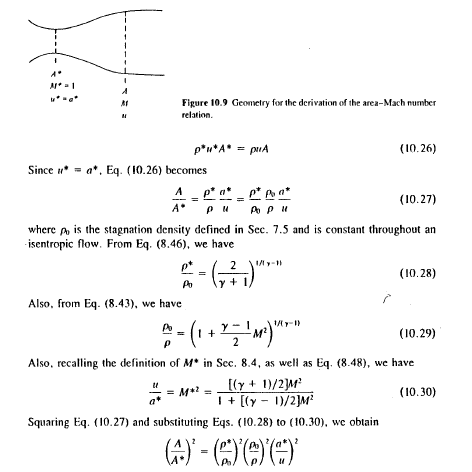 A*
M* = 1
u* = a*
A
M
u
Figure 10.9 Geometry for the derivation of the area–Mach number
relation.
ρ*u*A* = ρuA (10.26)
Since u* = a*, Eq. (10.26) becomes
A/A* = ρ*/ρ a*/u = ρ*/ρ₀ ρ₀/ρ a*/u (10.27)
where ρ₀ is the stagnation density defined in Sec. 7.5 and is constant throughout an
isentropic flow. From Eq. (8.46), we have
ρ*/ρ₀ = (2/(γ + 1))^1/(γ−1) (10.28)
Also, from Eq. (8.43), we have
ρ₀/ρ = (1 + (γ − 1)/2 M²)^1/(γ−1) (10.29)
Also, recalling the definition of M* in Sec. 8.4, as well as Eq. (8.48), we have
u/a* = M*² = [(γ + 1)/2]M² / 1 + [(γ − 1)/2]M² (10.30)
Squaring Eq. (10.27) and substituting Eqs. (10.28) to (10.30), we obtain
(A/A*)² = (ρ*/ρ₀)² (ρ₀/ρ)² (a*/u)²